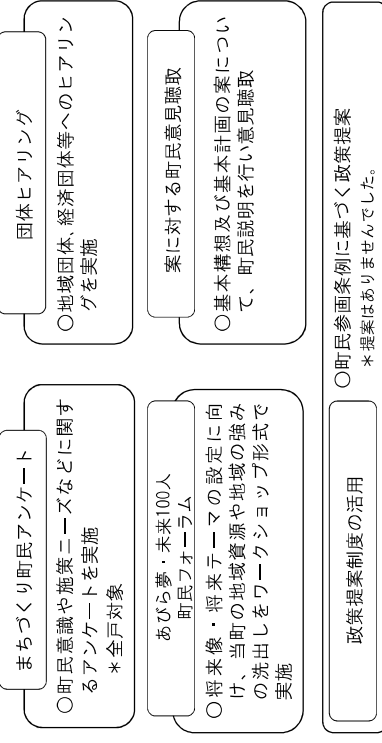 まちづくり町民アンケート
○町民意識や施策ニーズなどに関す
るアンケートを実施
＊全戸対象
団体ヒアリング
○地域団体、経済団体等へのヒアリン
グを実施
あびら夢・未来100人
町民フォーラム
○将来像・将来テーマの設定に向
け、当町の地域資源や地域の強み
の洗出しをワークショップ形式で
実施
案に対する町民意見聴取
○基本構想及び基本計画の案につい
て、町民説明を行い意見聴取
政策提案制度の活用
○町民参画条例に基づく政策提案
＊提案はありませんでした。